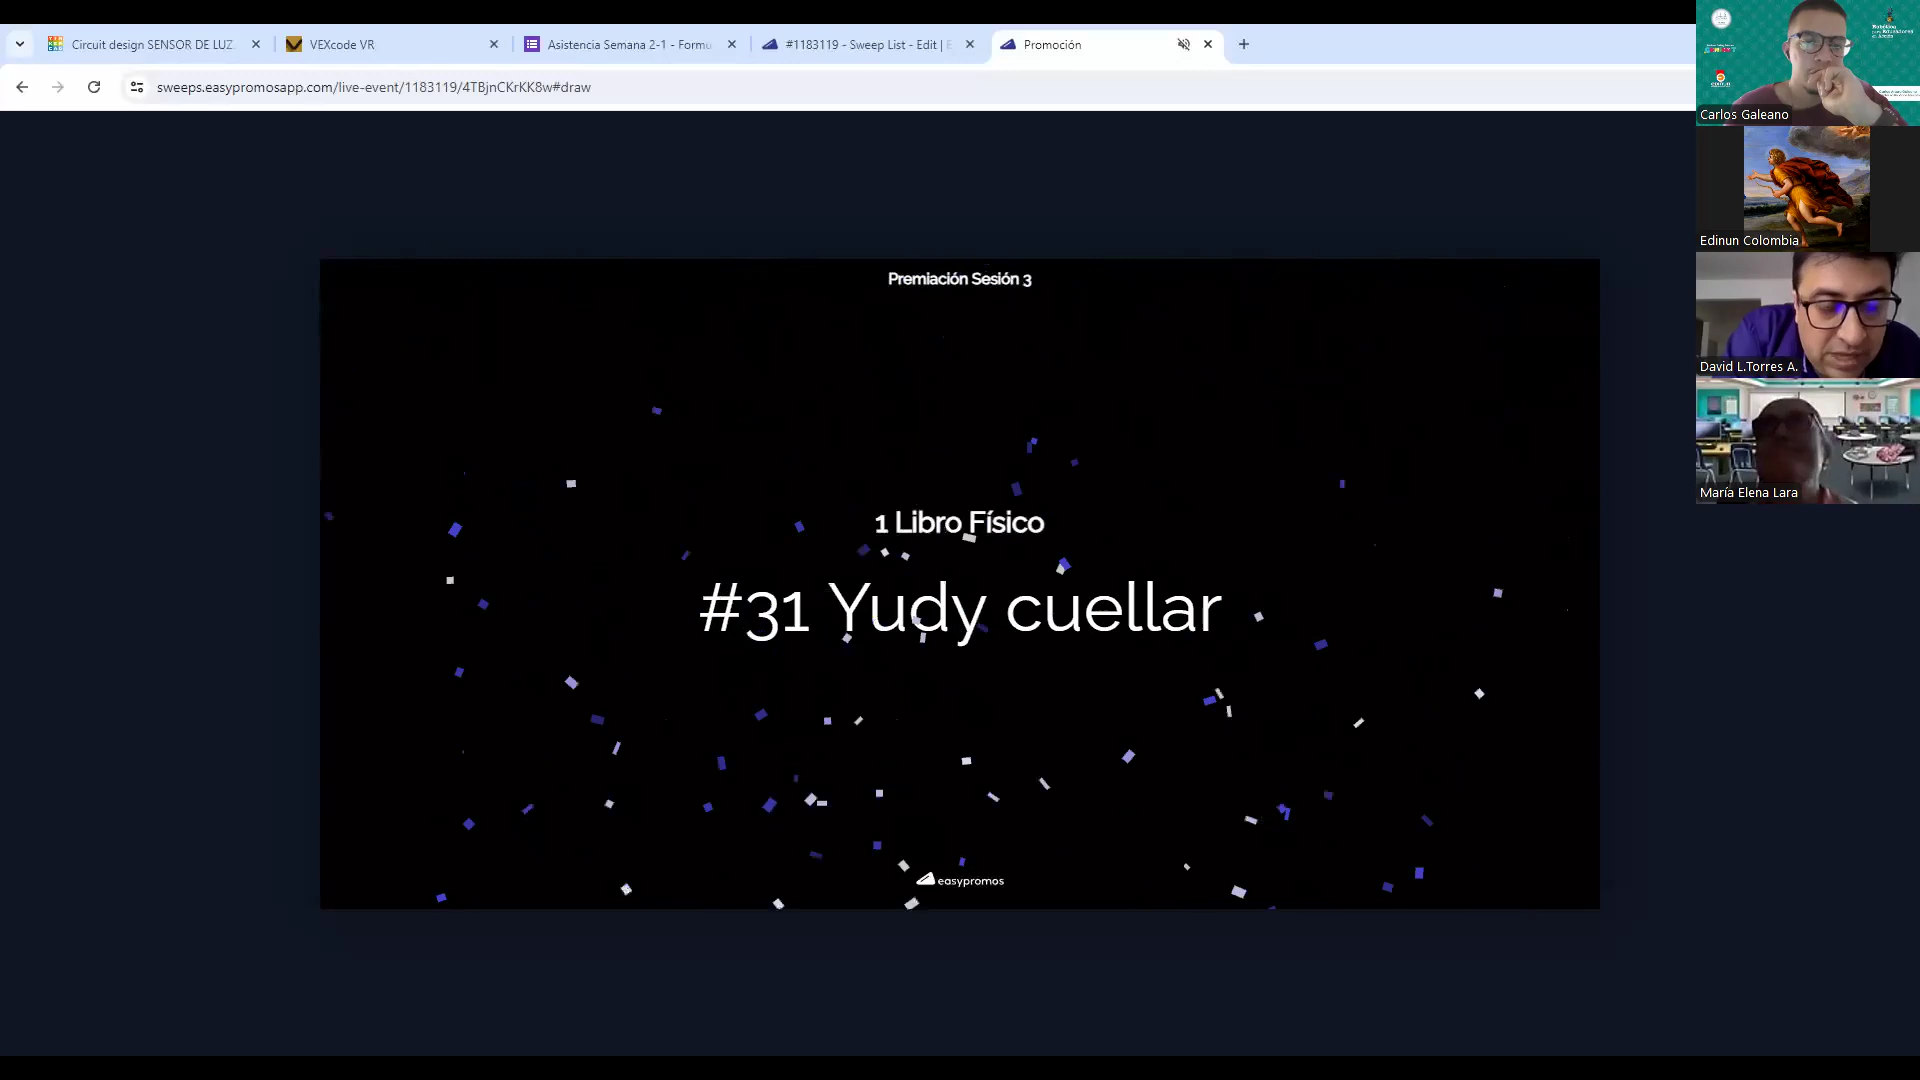 Circuit design SENSOR DE LUZ
VEXcode VR
Asistencia Semana 2-1 - Formu
#1183119 - Sweep List - Edit | E
Promoción
sweeps.easypromosapp.com/live-event/1183119/4TBjnCKrKK8w#draw
Premiación Sesión 3
1 Libro Físico
#31 Yudy cuellar
easypromos
Carlos Galeano
Edinun Colombia
David L.Torres A.
María Elena Lara